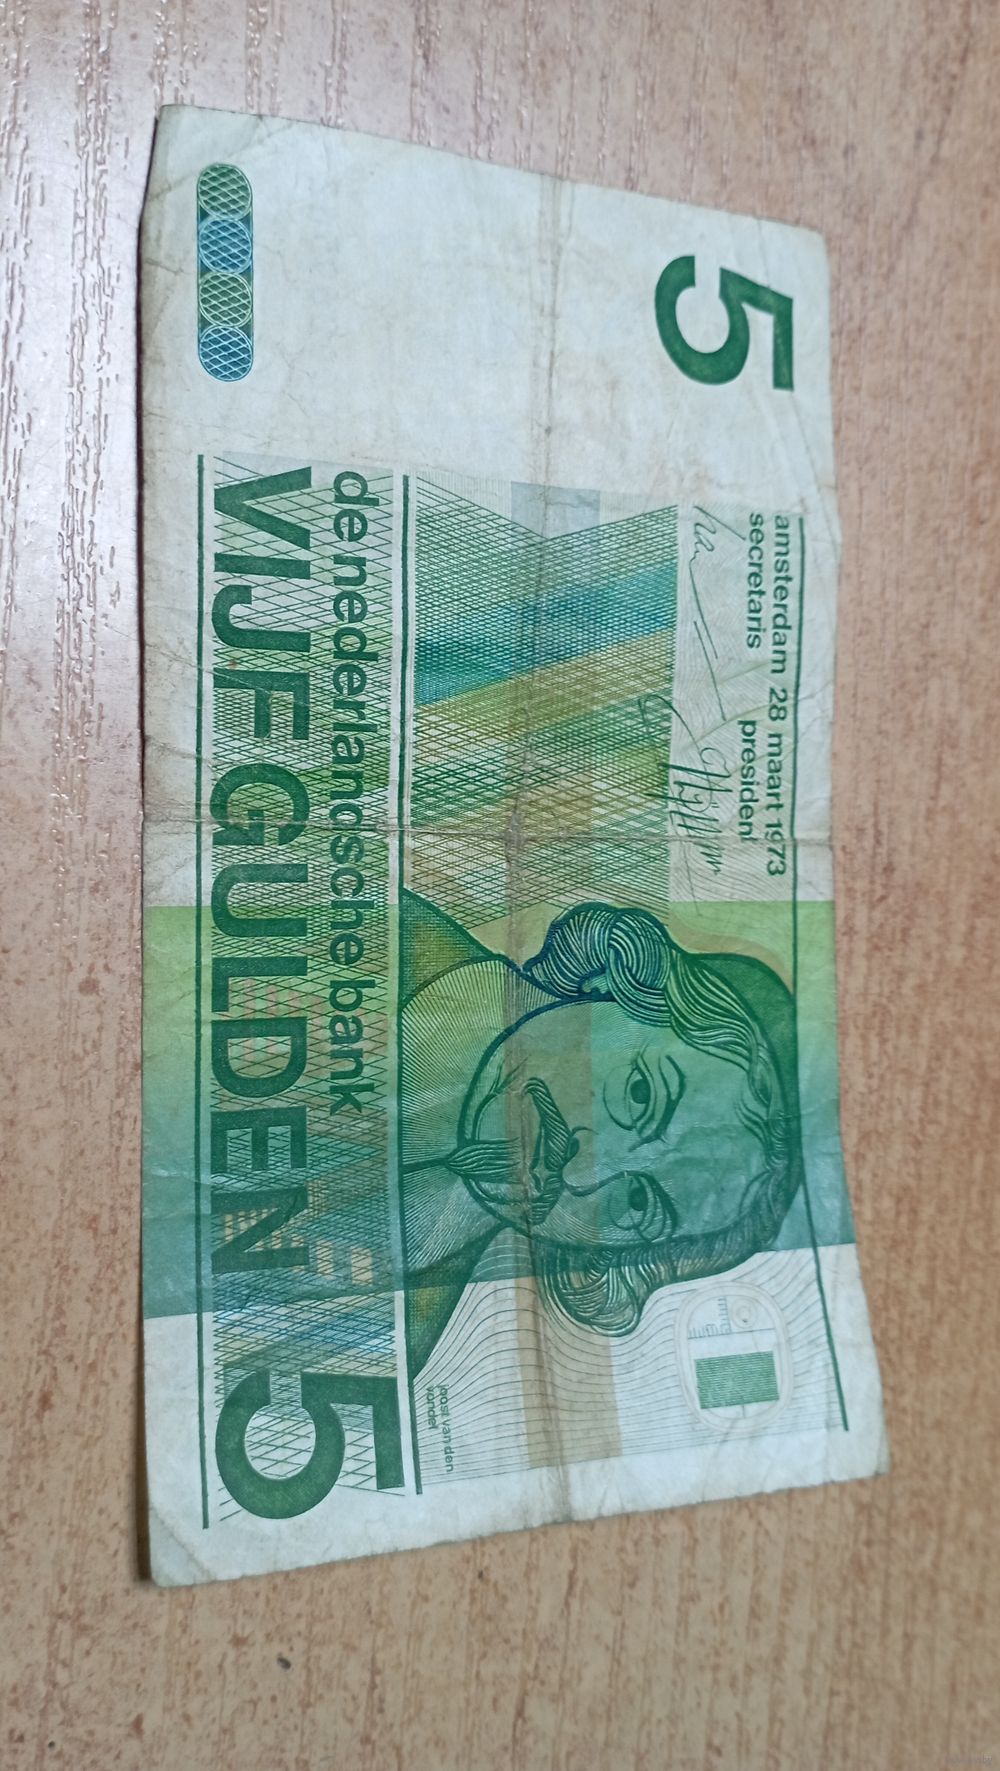 5
amsterdam 28 maart 1973
secretaris president
de nederlandsche bank
VIJF GULDEN 5
joost van den
vondel